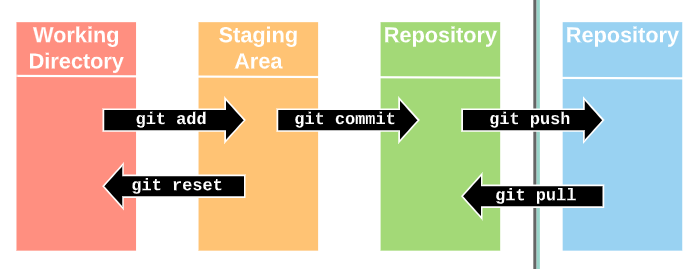 Working
Directory
Staging
Area
Repository
Repository
git add
git commit
git push
git reset
git pull